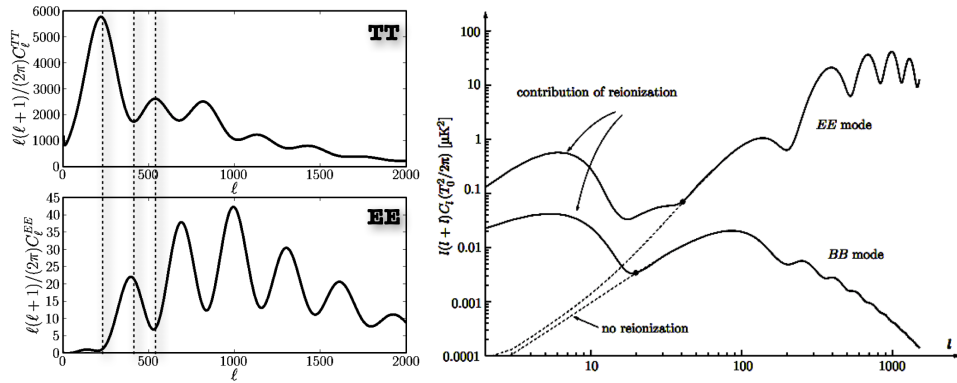 TT
ℓ(ℓ+1)/(2π)C_ℓ^{TT}
6000
5000
4000
3000
2000
1000
0
0 500 1000 1500 2000
ℓ
EE
ℓ(ℓ+1)/(2π)C_ℓ^{EE}
45
40
35
30
25
20
15
10
5
0
0 500 1000 1500 2000
ℓ
l(l+l)C_l(T_0^2/2π) [μK^2]
100
10
1
0.1
0.01
0.001
0.0001
contribution of reionization
EE mode
BB mode
no reionization
10 100 1000 l